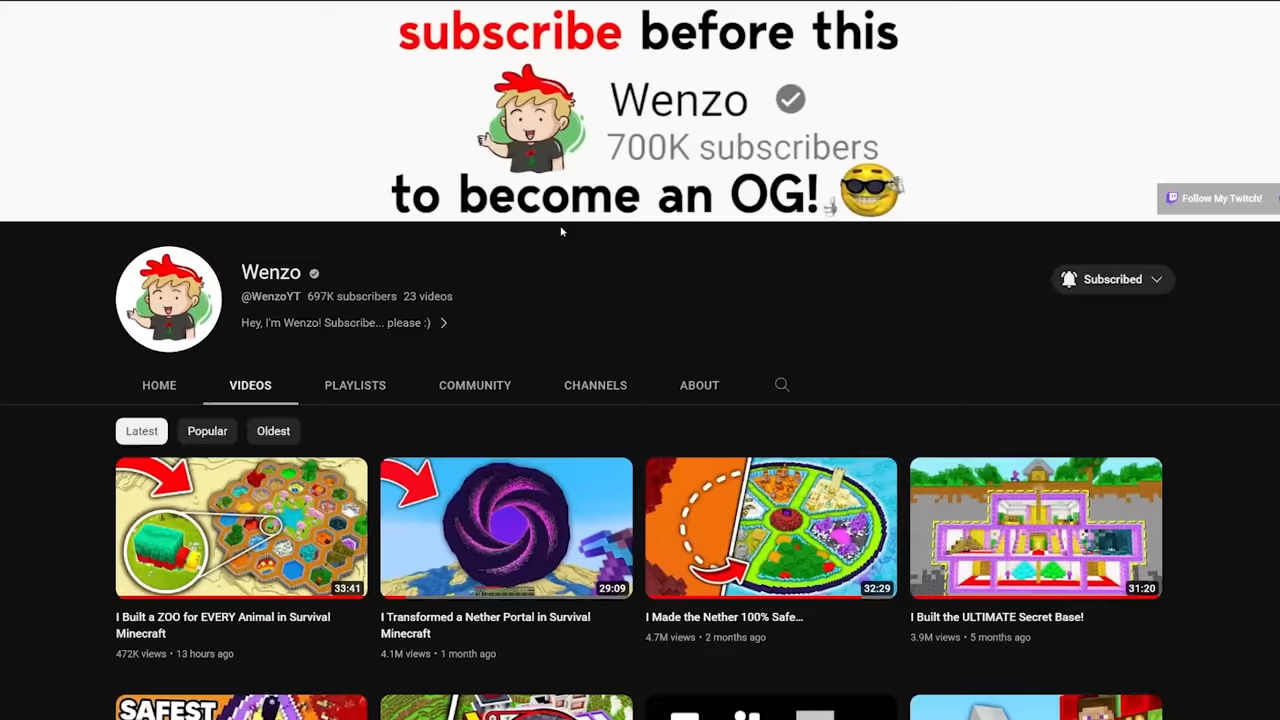 subscribe before this
Wenzo
700K subscribers
to become an OG!
Follow My Twitch!
Wenzo
@WenzoYT 697K subscribers 23 videos
Hey, I'm Wenzo! Subscribe... please :)
Subscribed
HOME VIDEOS PLAYLISTS COMMUNITY CHANNELS ABOUT
Latest Popular Oldest
33:41 29:09 32:29 31:20
I Built a ZOO for EVERY Animal in Survival
Minecraft
472K views • 13 hours ago
I Transformed a Nether Portal in Survival
Minecraft
4.1M views • 1 month ago
I Made the Nether 100% Safe...
4.7M views • 2 months ago
I Built the ULTIMATE Secret Base!
3.9M views • 5 months ago
SAFEST